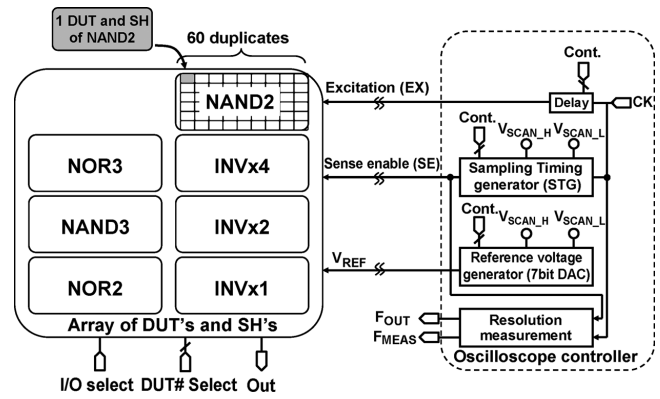 1 DUT and SH
of NAND2
60 duplicates
NAND2
NOR3
INVx4
NAND3
INVx2
NOR2
INVx1
Array of DUT's and SH's
I/O select
DUT# Select
Out
Excitation (EX)
Sense enable (SE)
VREF
Cont.
Delay
CK
Cont.
VSCAN_H
VSCAN_L
Sampling Timing
generator (STG)
Cont.
VSCAN_H
VSCAN_L
Reference voltage
generator (7bit DAC)
FOUT
FMEAS
Resolution
measurement
Oscilloscope controller